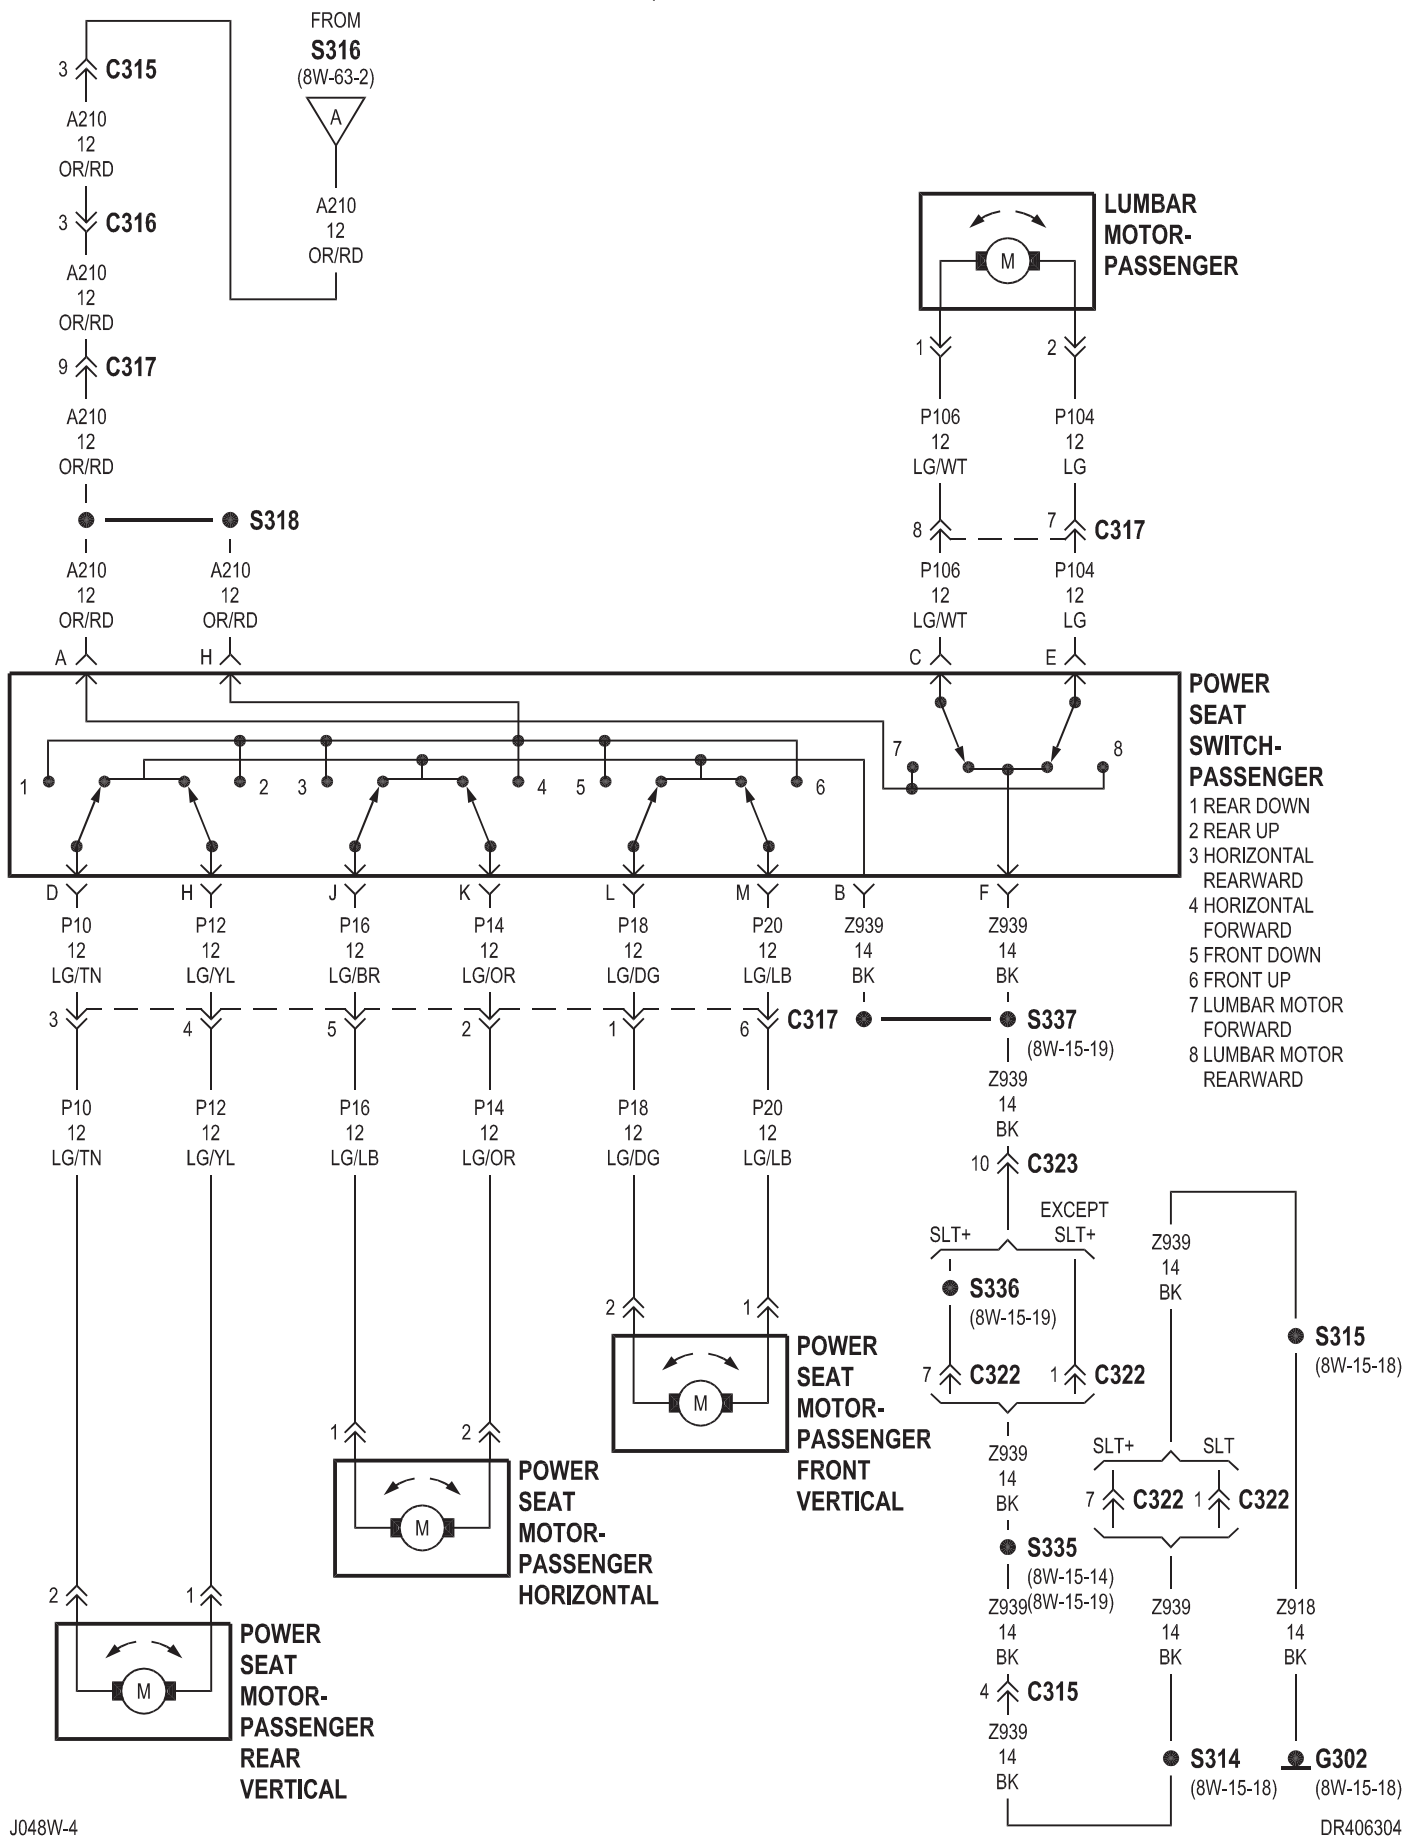 FROM
S316
(8W-63-2)
A
3 C315
A210
12
OR/RD
3 C316
A210
12
OR/RD
9 C317
A210
12
OR/RD
A210
12
OR/RD
LUMBAR
MOTOR-
PASSENGER
M
1 2
P106 P104
12 12
LG/WT LG
8 7 C317
P106 P104
12 12
LG/WT LG
S318
A210 A210
12 12
OR/RD OR/RD
A H C E
1 2 3 4 5 6 7 8
POWER
SEAT
SWITCH-
PASSENGER
1 REAR DOWN
2 REAR UP
3 HORIZONTAL
REARWARD
4 HORIZONTAL
FORWARD
5 FRONT DOWN
6 FRONT UP
7 LUMBAR MOTOR
FORWARD
8 LUMBAR MOTOR
REARWARD
D H J K L M B F
P10 P12 P16 P14 P18 P20 Z939 Z939
12 12 12 12 12 12 14 14
LG/TN LG/YL LG/BR LG/OR LG/DG LG/LB BK BK
3 4 5 2 1 6 C317 S337
(8W-15-19)
P10 P12 P16 P14 P18 P20
12 12 12 12 12 12
LG/TN LG/YL LG/LB LG/OR LG/DG LG/LB
Z939
14
BK
10 C323
SLT+ EXCEPT
SLT+
S336
(8W-15-19)
7 C322 1 C322
Z939
14
BK
S335
(8W-15-14)
(8W-15-19)
Z939
14
BK
4 C315
Z939
14
BK
Z939
14
BK
S315
(8W-15-18)
SLT+ SLT
7 C322 1 C322
Z939 Z918
14 14
BK BK
S314
(8W-15-18)
G302
(8W-15-18)
2 1
M
POWER
SEAT
MOTOR-
PASSENGER
FRONT
VERTICAL
1 2
M
POWER
SEAT
MOTOR-
PASSENGER
HORIZONTAL
2 1
M
POWER
SEAT
MOTOR-
PASSENGER
REAR
VERTICAL
J048W-4 DR406304